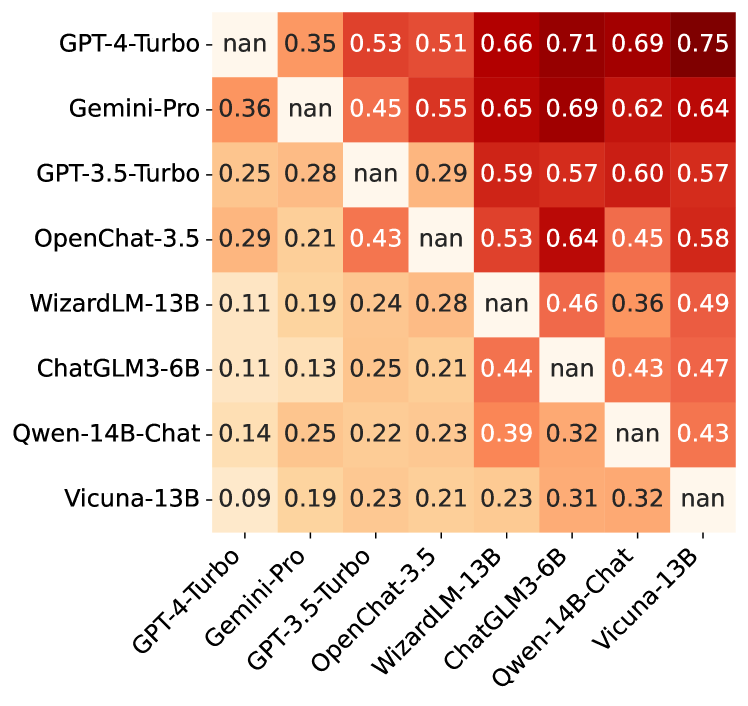 GPT-4-Turbo nan 0.35 0.53 0.51 0.66 0.71 0.69 0.75
Gemini-Pro 0.36 nan 0.45 0.55 0.65 0.69 0.62 0.64
GPT-3.5-Turbo 0.25 0.28 nan 0.29 0.59 0.57 0.60 0.57
OpenChat-3.5 0.29 0.21 0.43 nan 0.53 0.64 0.45 0.58
WizardLM-13B 0.11 0.19 0.24 0.28 nan 0.46 0.36 0.49
ChatGLM3-6B 0.11 0.13 0.25 0.21 0.44 nan 0.43 0.47
Qwen-14B-Chat 0.14 0.25 0.22 0.23 0.39 0.32 nan 0.43
Vicuna-13B 0.09 0.19 0.23 0.21 0.23 0.31 0.32 nan
GPT-4-Turbo
Gemini-Pro
GPT-3.5-Turbo
OpenChat-3.5
WizardLM-13B
ChatGLM3-6B
Qwen-14B-Chat
Vicuna-13B